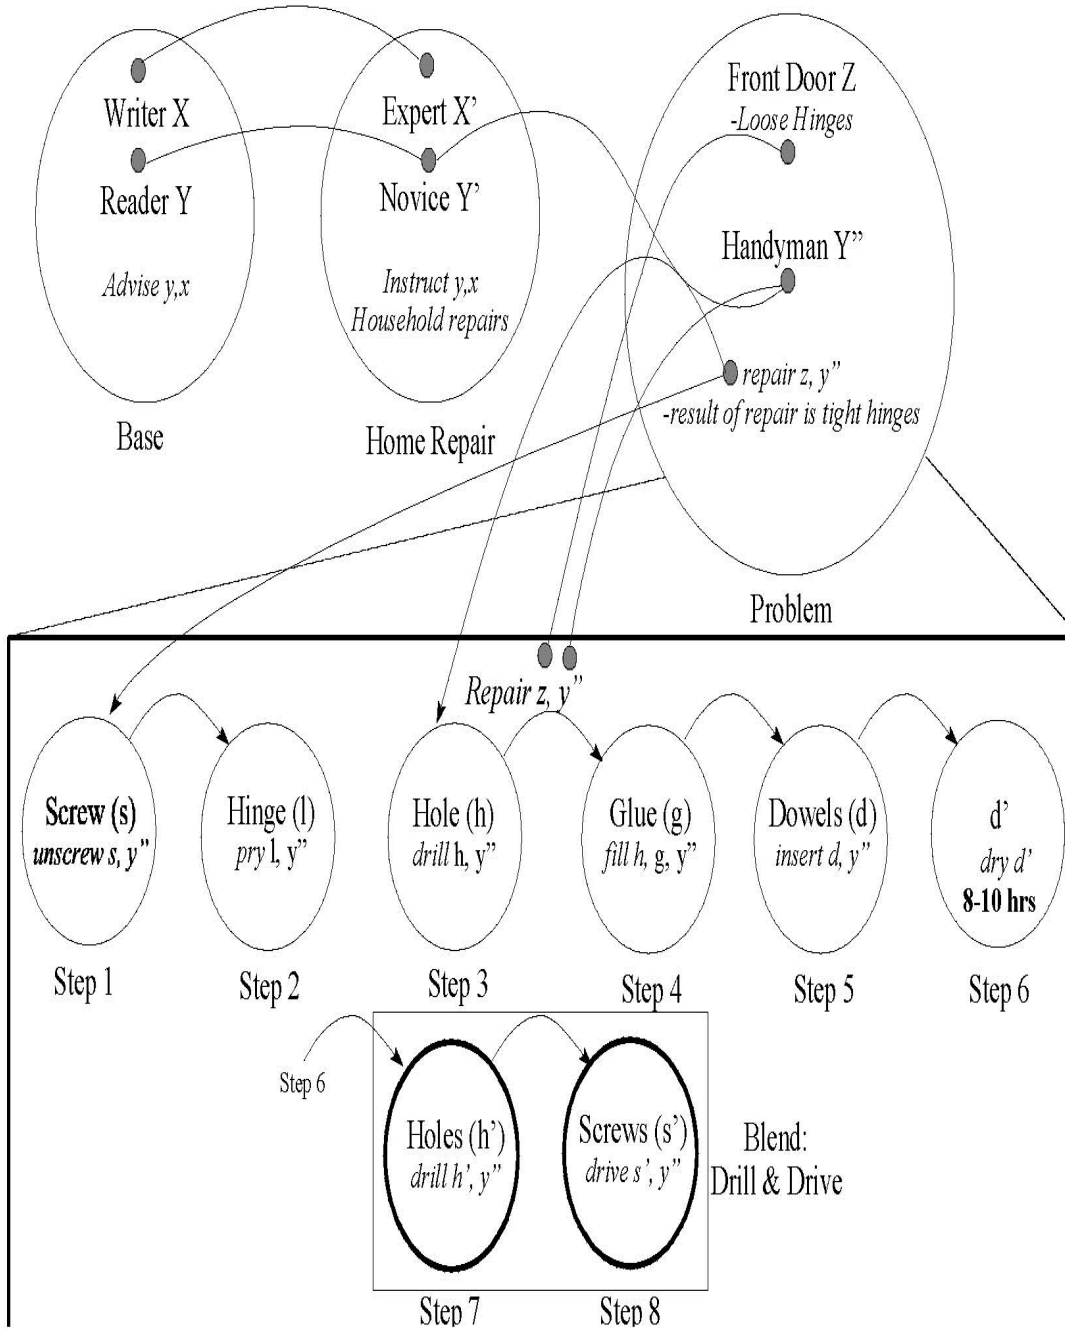 Writer X
Reader Y
Advise y,x
Base
Expert X’
Novice Y’
Instruct y,x
Household repairs
Home Repair
Front Door Z
-Loose Hinges
Handyman Y”
repair z, y”
-result of repair is tight hinges
Problem
Repair z, y”
Screw (s)
unscrew s, y”
Step 1
Hinge (l)
pry l, y”
Step 2
Hole (h)
drill h, y”
Step 3
Glue (g)
fill h, g, y”
Step 4
Dowels (d)
insert d, y”
Step 5
d’
dry d’
8-10 hrs
Step 6
Step 6
Holes (h’)
drill h’, y”
Step 7
Screws (s’)
drive s’, y”
Step 8
Blend:
Drill & Drive